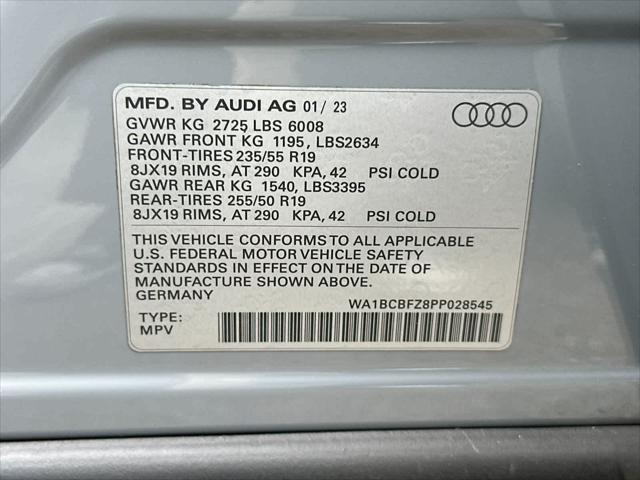 MFD. BY AUDI AG 01/ 23
GVWR KG 2725 LBS 6008
GAWR FRONT KG 1195, LBS2634
FRONT-TIRES 235/55 R19
8JX19 RIMS, AT 290 KPA, 42 PSI COLD
GAWR REAR KG 1540, LBS3395
REAR-TIRES 255/50 R19
8JX19 RIMS, AT 290 KPA, 42 PSI COLD
THIS VEHICLE CONFORMS TO ALL APPLICABLE
U.S. FEDERAL MOTOR VEHICLE SAFETY
STANDARDS IN EFFECT ON THE DATE OF
MANUFACTURE SHOWN ABOVE.
GERMANY WA1BCBFZ8PP028545
TYPE:
MPV